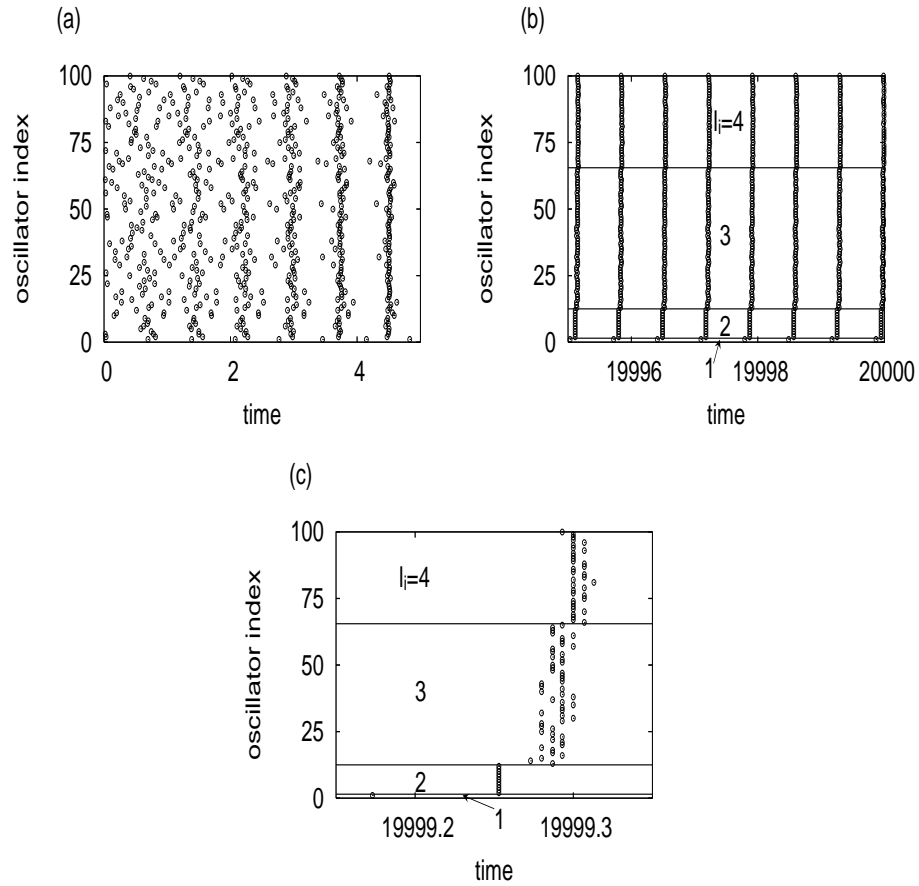 (a)
100
75
50
25
0
oscillator index
0 2 4
time
(b)
100
75
50
25
0
oscillator index
l_i=4
3
2
1
19996 19998 20000
time
(c)
100
75
50
25
0
oscillator index
l_i=4
3
2
1
19999.2 19999.3
time